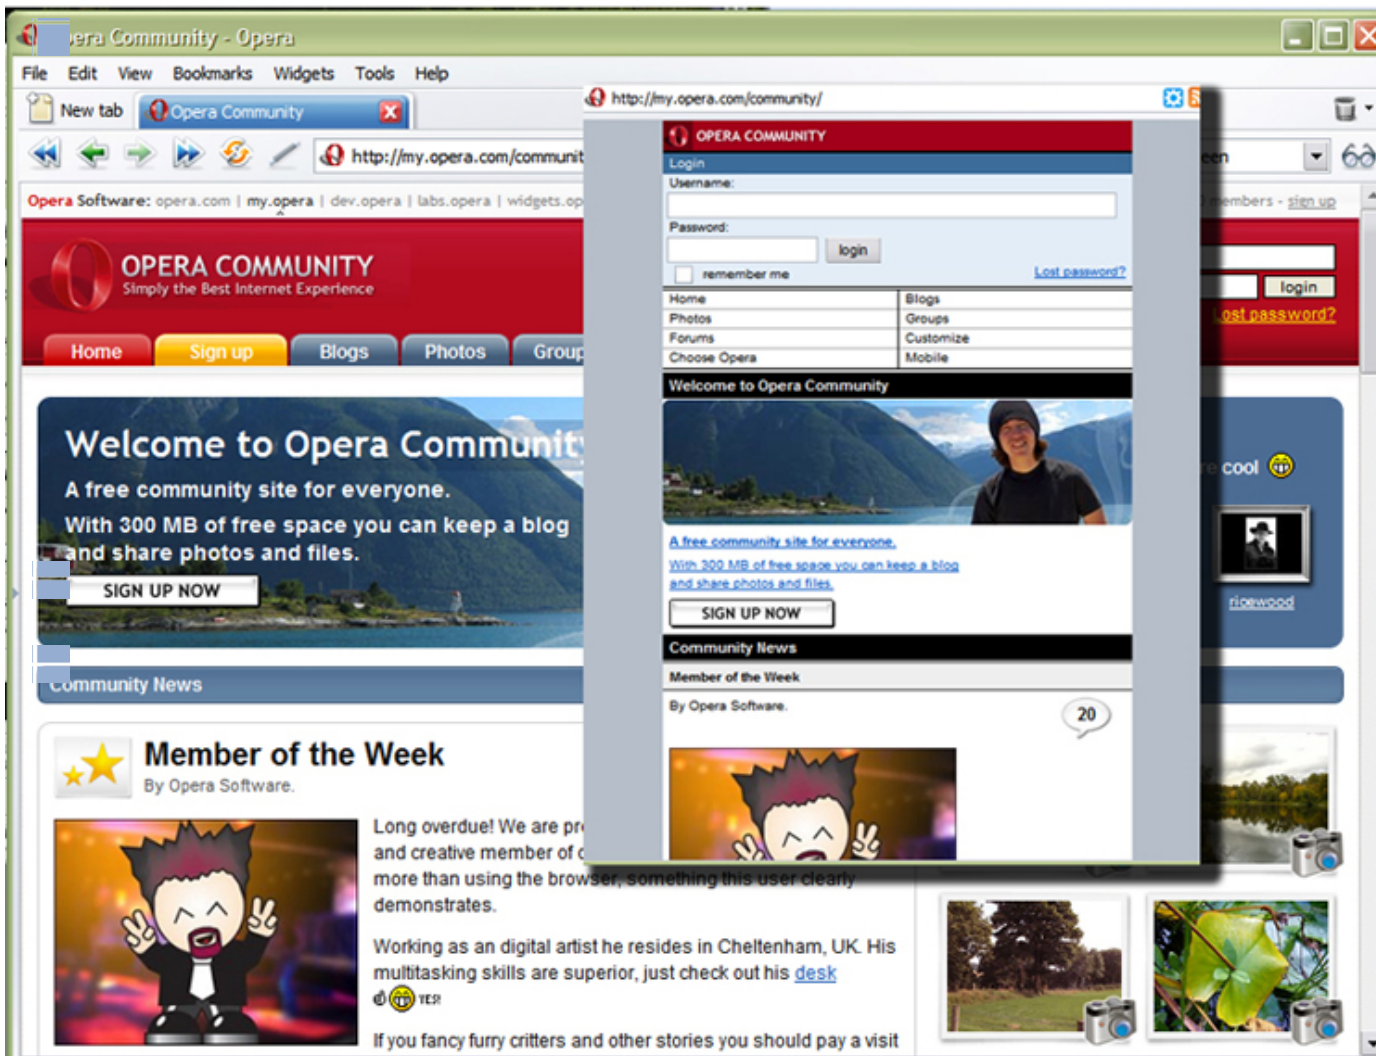 Opera Community - Opera
File Edit View Bookmarks Widgets Tools Help
New tab Opera Community
http://my.opera.com/communit
Opera Software: opera.com | my.opera | dev.opera | labs.opera | widgets.op
members - sign up
OPERA COMMUNITY
Simply the Best Internet Experience
login
Lost password?
Home Sign up Blogs Photos Group
Welcome to Opera Community
A free community site for everyone.
With 300 MB of free space you can keep a blog
and share photos and files.
SIGN UP NOW
cool
ricewood
Community News
Member of the Week
By Opera Software.
Long overdue! We are pr
and creative member of
more than using the browser, something this user clearly
demonstrates.
Working as an digital artist he resides in Cheltenham, UK. His
multitasking skills are superior, just check out his desk
YES!
If you fancy furry critters and other stories you should pay a visit
http://my.opera.com/community/
OPERA COMMUNITY
Login
Username:
Password:
login
remember me Lost password?
Home Blogs
Photos Groups
Forums Customize
Choose Opera Mobile
Welcome to Opera Community
A free community site for everyone.
With 300 MB of free space you can keep a blog
and share photos and files.
SIGN UP NOW
Community News
Member of the Week
By Opera Software.
20